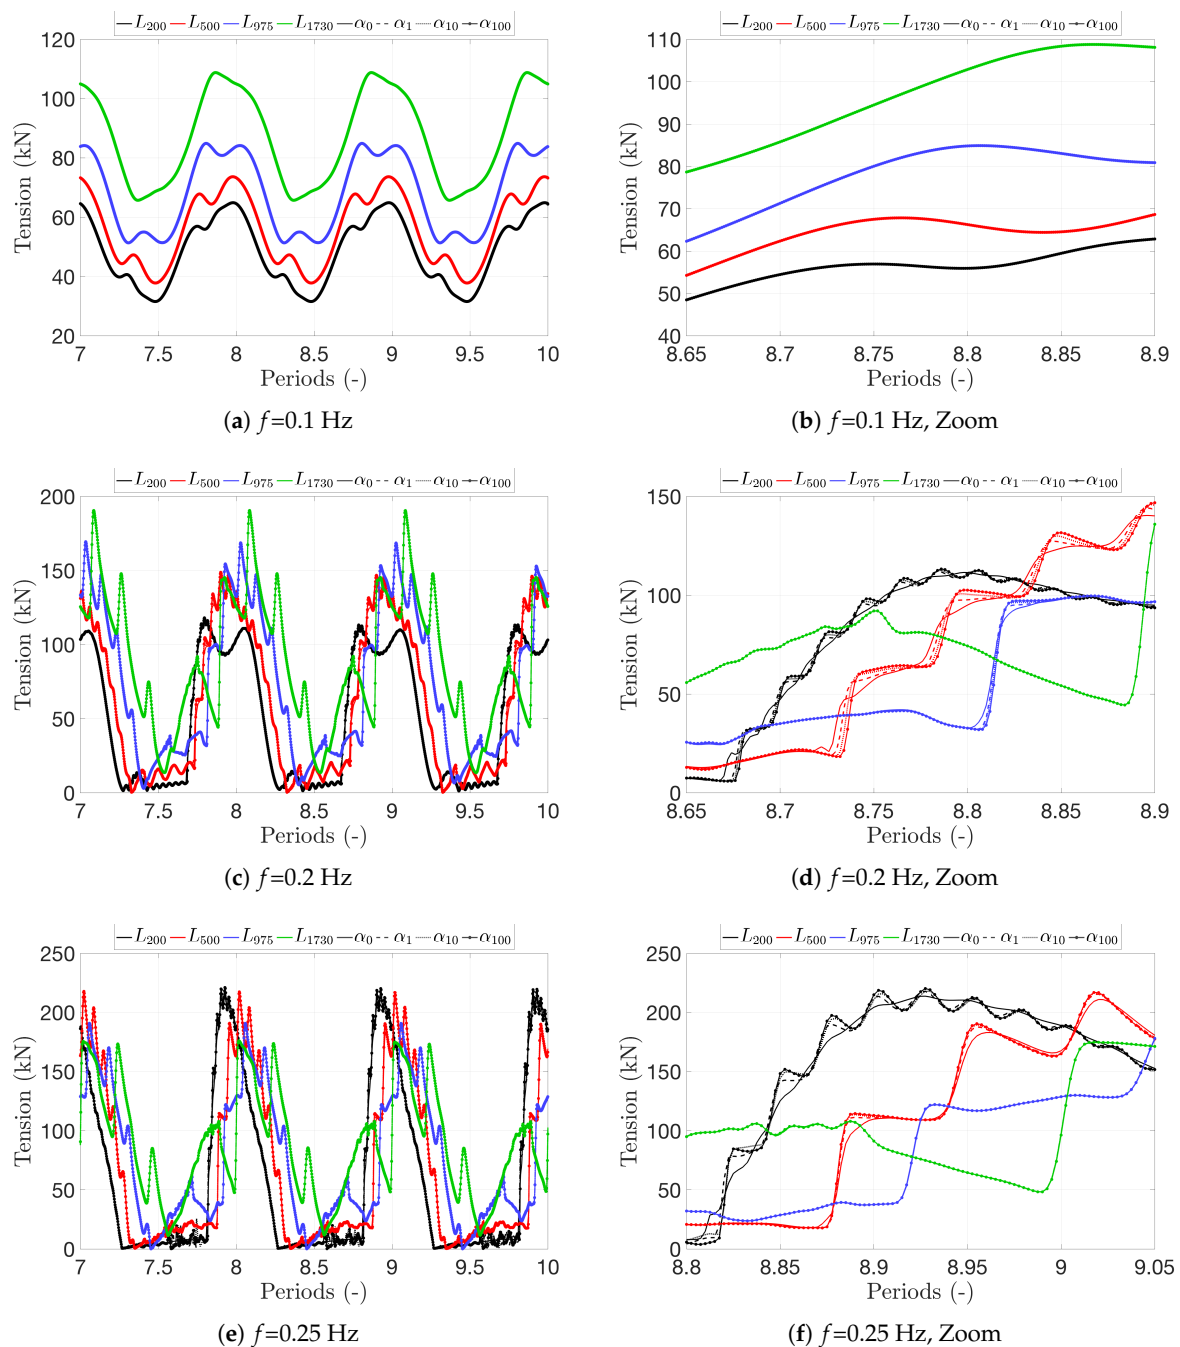 L200 L500 L975 L1730 α0 α1 α10 α100
120
100
80
60
40
20
Tension (kN)
7 7.5 8 8.5 9 9.5 10
Periods (-)
(a) f=0.1 Hz
L200 L500 L975 L1730 α0 α1 α10 α100
110
100
90
80
70
60
50
40
Tension (kN)
8.65 8.7 8.75 8.8 8.85 8.9
Periods (-)
(b) f=0.1 Hz, Zoom
L200 L500 L975 L1730 α0 α1 α10 α100
200
150
100
50
0
Tension (kN)
7 7.5 8 8.5 9 9.5 10
Periods (-)
(c) f=0.2 Hz
L200 L500 L975 L1730 α0 α1 α10 α100
150
100
50
0
Tension (kN)
8.65 8.7 8.75 8.8 8.85 8.9
Periods (-)
(d) f=0.2 Hz, Zoom
L200 L500 L975 L1730 α0 α1 α10 α100
250
200
150
100
50
0
Tension (kN)
7 7.5 8 8.5 9 9.5 10
Periods (-)
(e) f=0.25 Hz
L200 L500 L975 L1730 α0 α1 α10 α100
250
200
150
100
50
0
Tension (kN)
8.8 8.85 8.9 8.95 9 9.05
Periods (-)
(f) f=0.25 Hz, Zoom